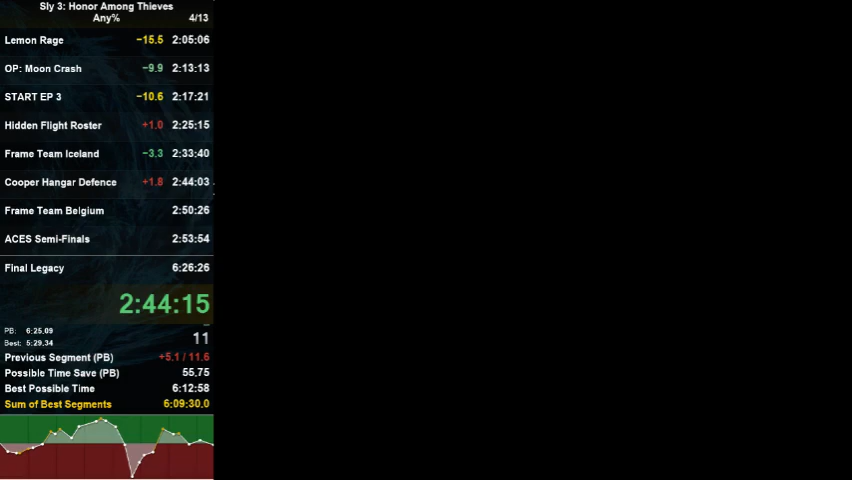 Sly 3: Honor Among Thieves
Any% 4/13
Lemon Rage −15.5 2:05:06
OP: Moon Crash −9.9 2:13:13
START EP 3 −10.6 2:17:21
Hidden Flight Roster +1.0 2:25:15
Frame Team Iceland −3.3 2:33:40
Cooper Hangar Defence +1.8 2:44:03
Frame Team Belgium 2:50:26
ACES Semi-Finals 2:53:54
Final Legacy 6:26:26
2:44:15
PB: 6:25.09
Best: 5:29.34
11
Previous Segment (PB) +5.1 / 11.6
Possible Time Save (PB) 55.75
Best Possible Time 6:12:58
Sum of Best Segments 6:09:30.0